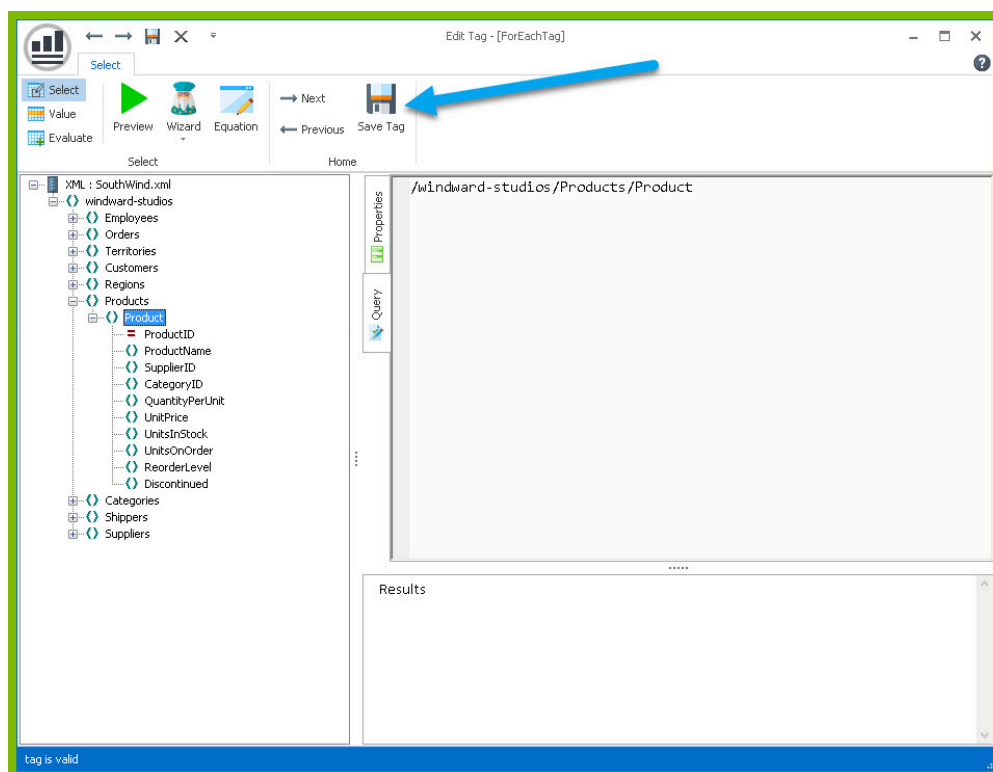 Edit Tag - [ForEachTag]
Select
Select
Value
Evaluate
Preview
Wizard
Equation
Next
Previous
Save Tag
Select
Home
XML : SouthWind.xml
windward-studios
Employees
Orders
Territories
Customers
Regions
Products
Product
ProductID
ProductName
SupplierID
CategoryID
QuantityPerUnit
UnitPrice
UnitsInStock
UnitsOnOrder
ReorderLevel
Discontinued
Categories
Shippers
Suppliers
Properties
Query
/windward-studios/Products/Product
Results
tag is valid